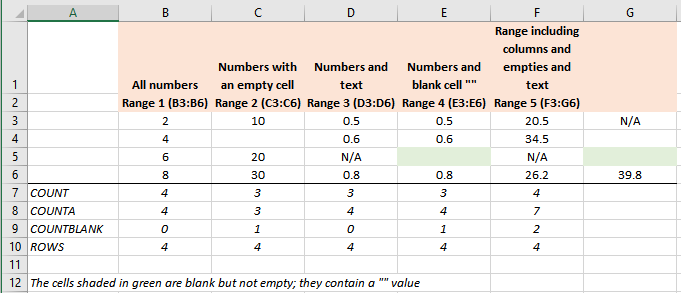 A B C D E F G
1 All numbers Numbers with an empty cell Numbers and text Numbers and blank cell "" Range including columns and empties and text
2 Range 1 (B3:B6) Range 2 (C3:C6) Range 3 (D3:D6) Range 4 (E3:E6) Range 5 (F3:G6)
3 2 10 0.5 0.5 20.5 N/A
4 4 0.6 0.6 34.5
5 6 20 N/A N/A
6 8 30 0.8 0.8 26.2 39.8
7 COUNT 4 3 3 3 4
8 COUNTA 4 3 4 4 7
9 COUNTBLANK 0 1 0 1 2
10 ROWS 4 4 4 4 4
11
12 The cells shaded in green are blank but not empty; they contain a "" value